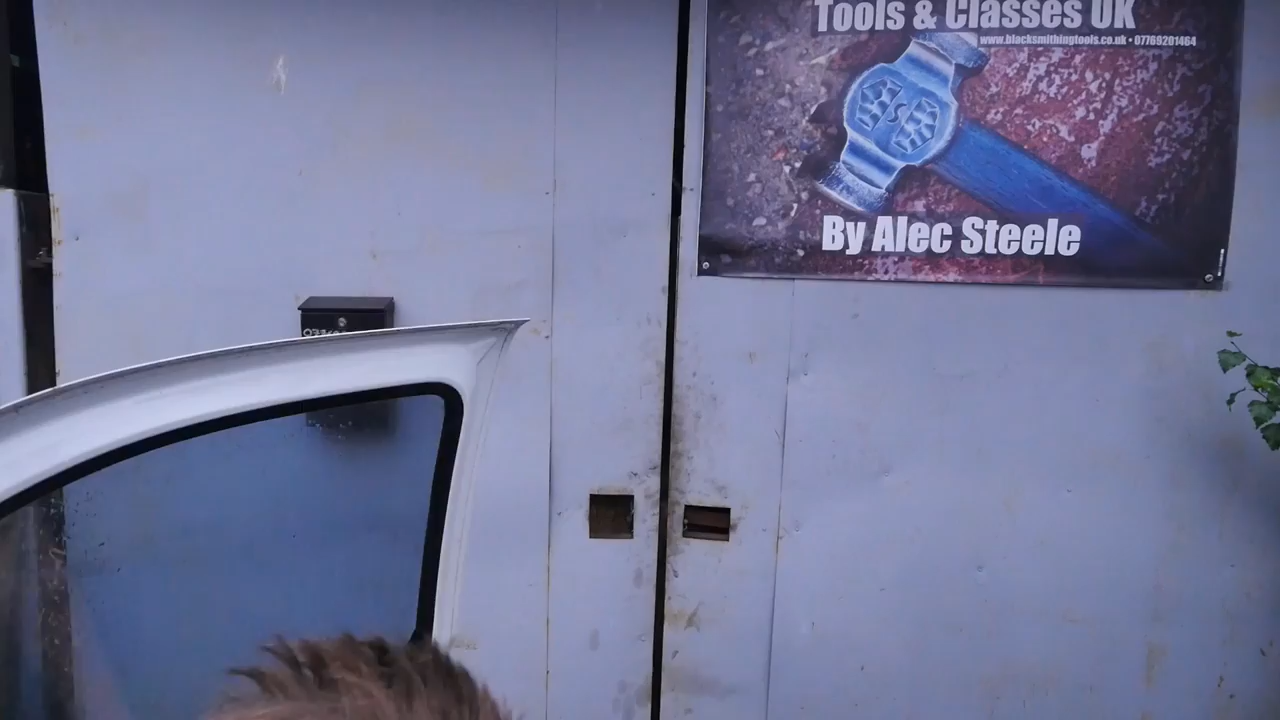 Tools & Classes UK
www.blacksmithingtools.co.uk • 07769201464
By Alec Steele